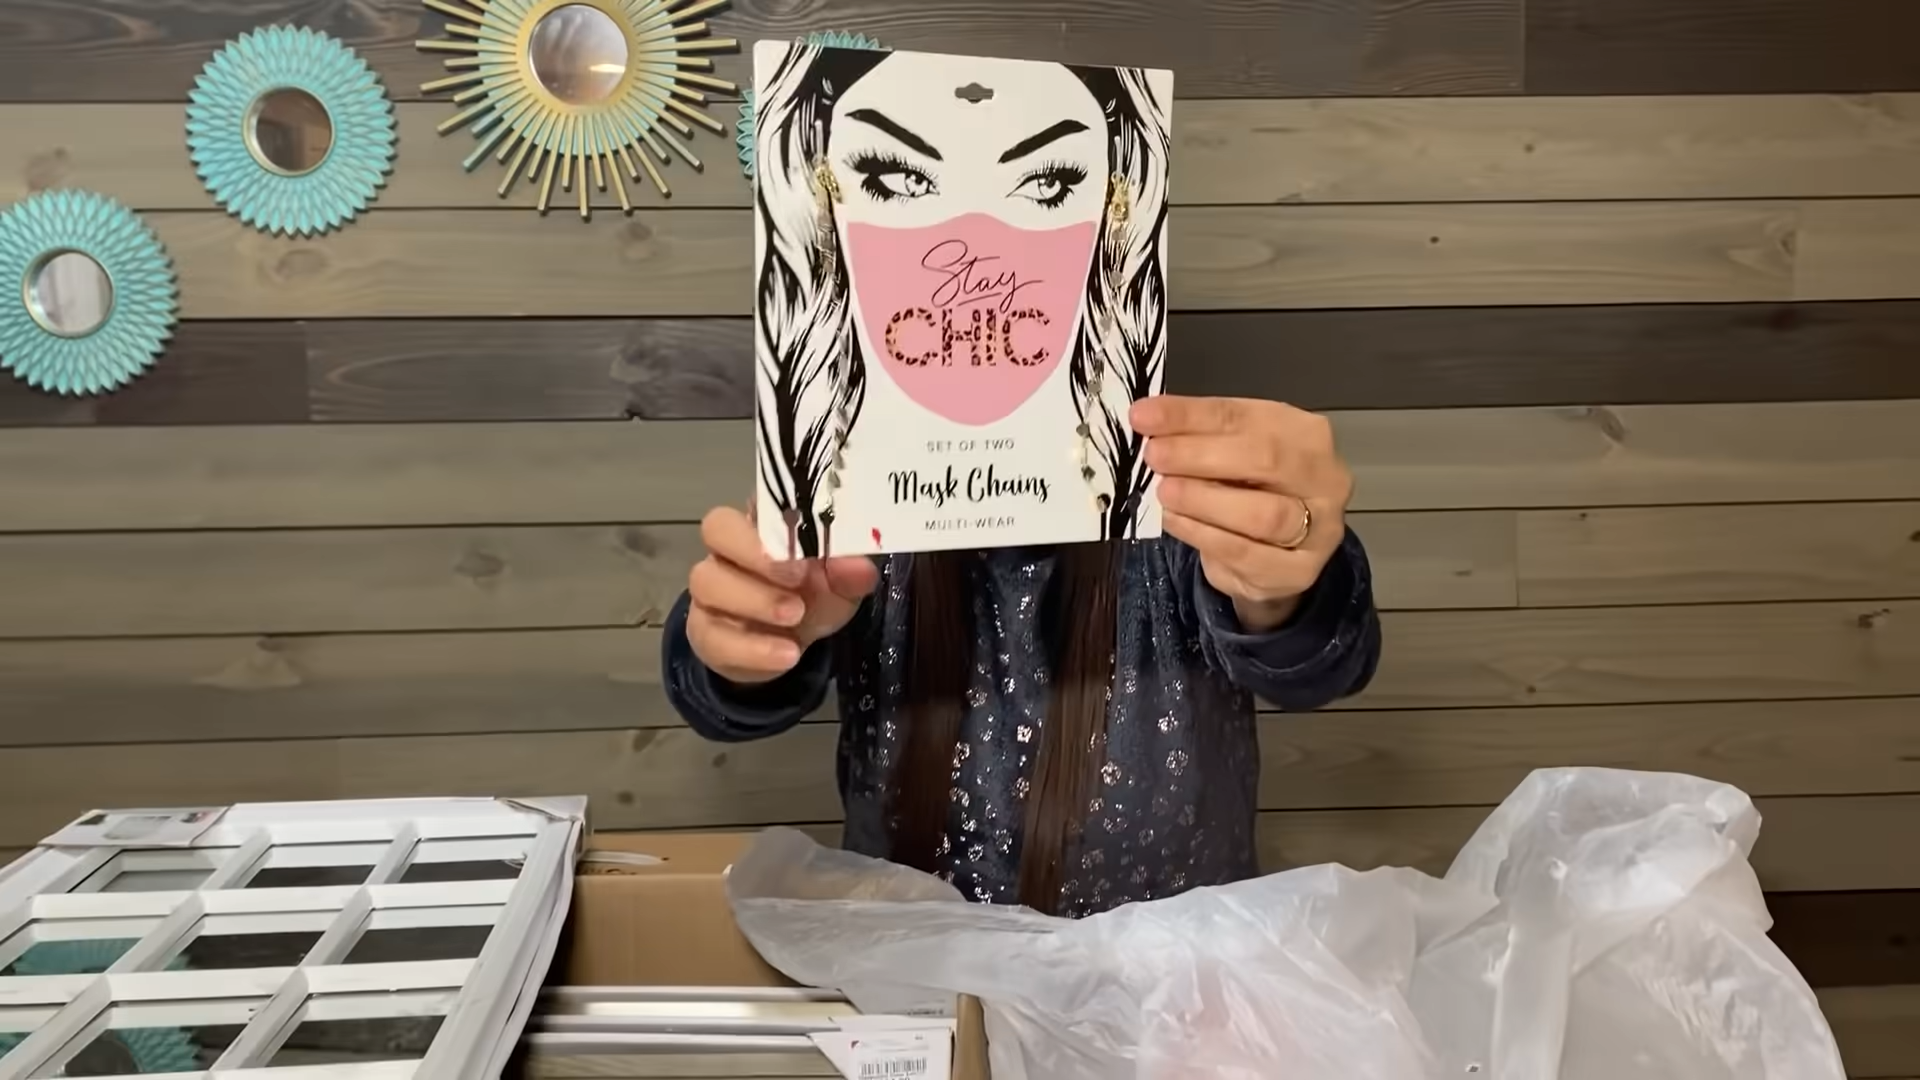 Stay
CHIC
SET OF TWO
Mask Chains
MULTI-WEAR